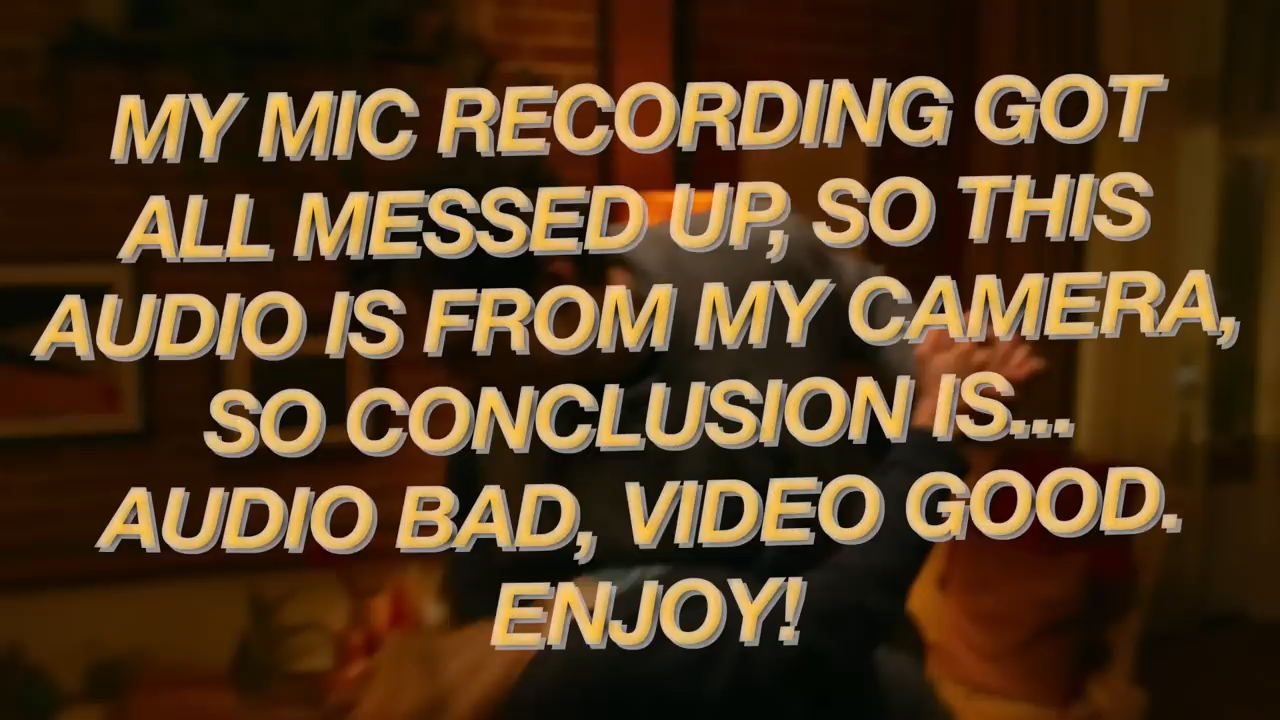 MY MIC RECORDING GOT
ALL MESSED UP, SO THIS
AUDIO IS FROM MY CAMERA,
SO CONCLUSION IS...
AUDIO BAD, VIDEO GOOD.
ENJOY!